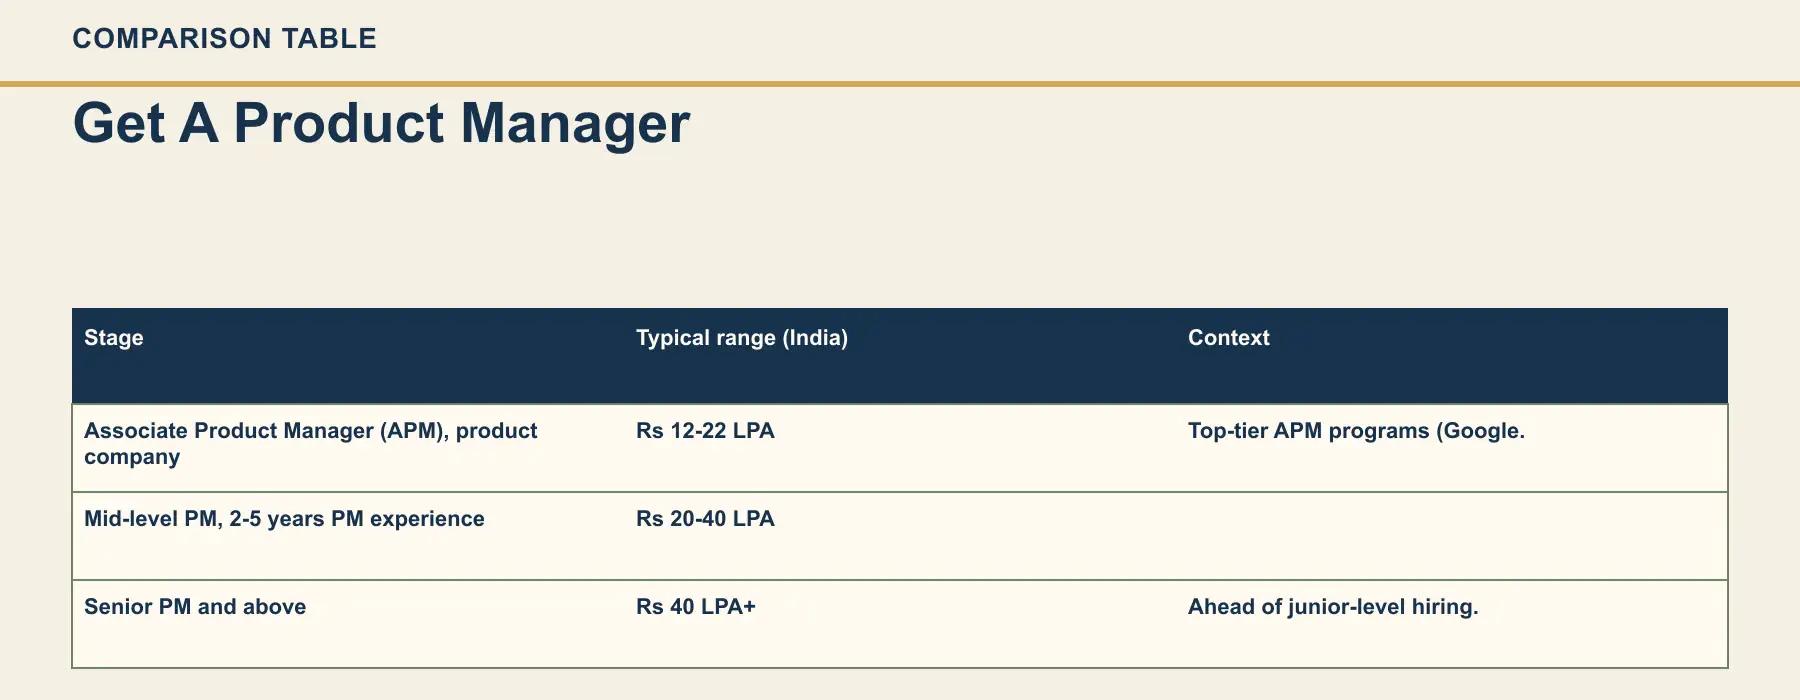 COMPARISON TABLE
Get A Product Manager
Stage
Typical range (India)
Context
Associate Product Manager (APM), product
company
Rs 12-22 LPA
Top-tier APM programs (Google.
Mid-level PM, 2-5 years PM experience
Rs 20-40 LPA
Senior PM and above
Rs 40 LPA+
Ahead of junior-level hiring.